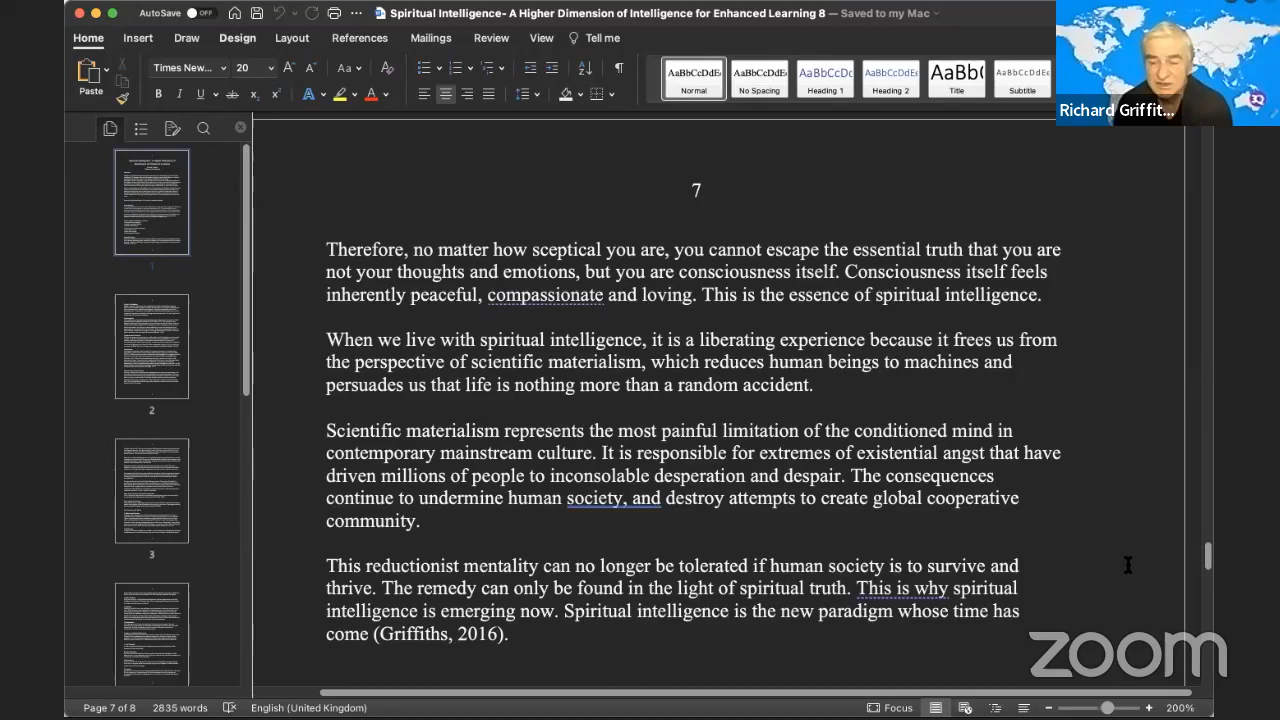 AutoSave OFF
Spiritual Intelligence- A Higher Dimension of Intelligence for Enhanced Learning 8 — Saved to my Mac
Home Insert Draw Design Layout References Mailings Review View Tell me
Paste
Times New... 20
AaBbCcDdEe AaBbCcDdEe AaBbCcDc AaBbCcDdEe AaBb( AaBbCcDdEe
Normal No Spacing Heading 1 Heading 2 Title Subtitle
Richard Griffit...
1
2
3
7
Therefore, no matter how sceptical you are, you cannot escape the essential truth that you are
not your thoughts and emotions, but you are consciousness itself. Consciousness itself feels
inherently peaceful, compassionate and loving. This is the essence of spiritual intelligence.
When we live with spiritual intelligence, it is a liberating experience because it frees us from
the perspective of scientific materialism, which reduces human beings to machines and
persuades us that life is nothing more than a random accident.
Scientific materialism represents the most painful limitation of the conditioned mind in
contemporary mainstream culture. It is responsible for extremes of existential angst that have
driven millions of people to incalculable desperation and despair. The consequences
continue to undermine human society, and destroy attempts to create global cooperative
community.
This reductionist mentality can no longer be tolerated if human society is to survive and
thrive. The remedy can only be found in the light of spiritual truth. This is why spiritual
intelligence is emerging now. Spiritual intelligence is the new paradigm whose time has
come (Griffiths, 2016).
zoom
Page 7 of 8 2835 words English (United Kingdom) Focus 200%